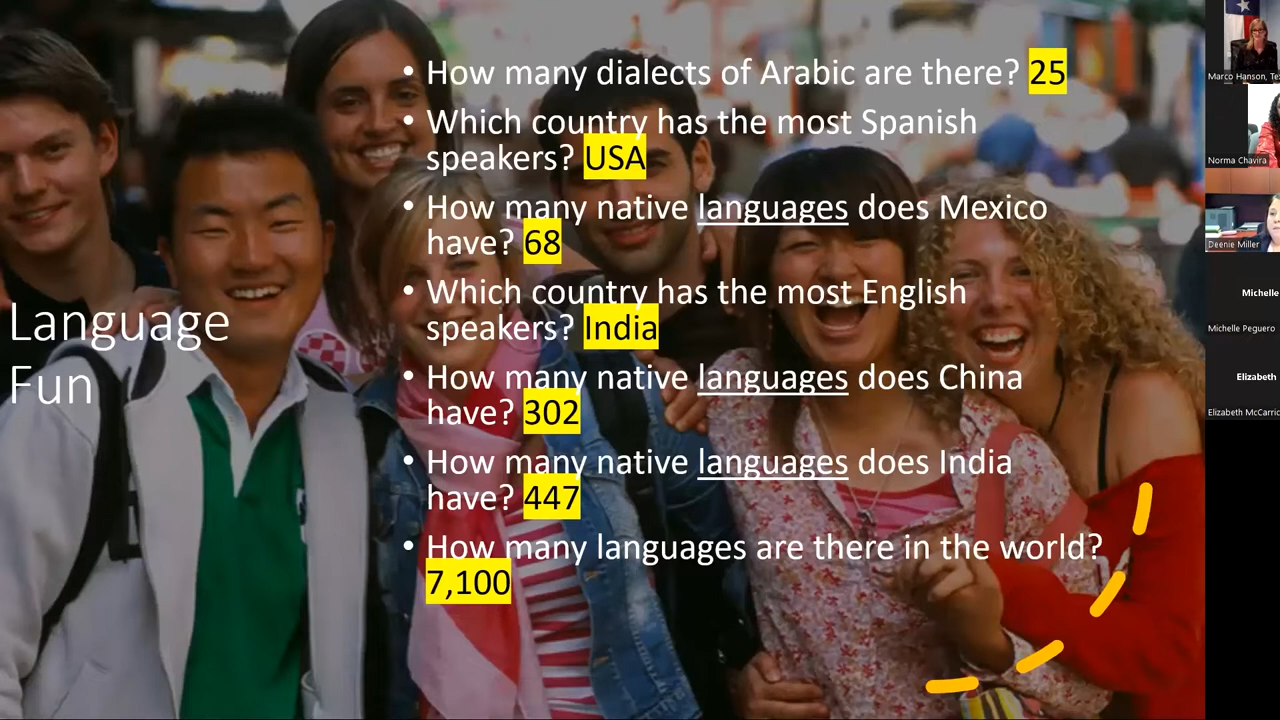 Language
Fun
• How many dialects of Arabic are there? 25
• Which country has the most Spanish
speakers? USA
• How many native languages does Mexico
have? 68
• Which country has the most English
speakers? India
• How many native languages does China
have? 302
• How many native languages does India
have? 447
• How many languages are there in the world?
7,100
Marco Hanson, Te
Norma Chavira
Deenie Miller
Michelle
Michelle Peguero
Elizabeth
Elizabeth McCarric